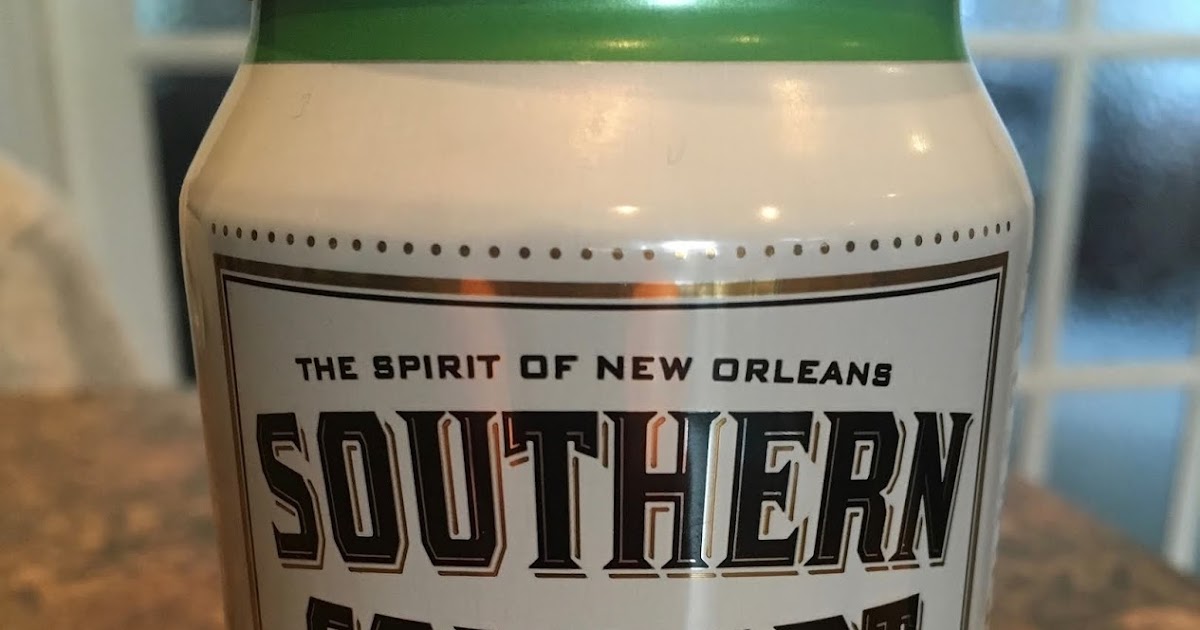 THE SPIRIT OF NEW ORLEANS
SOUTHERN